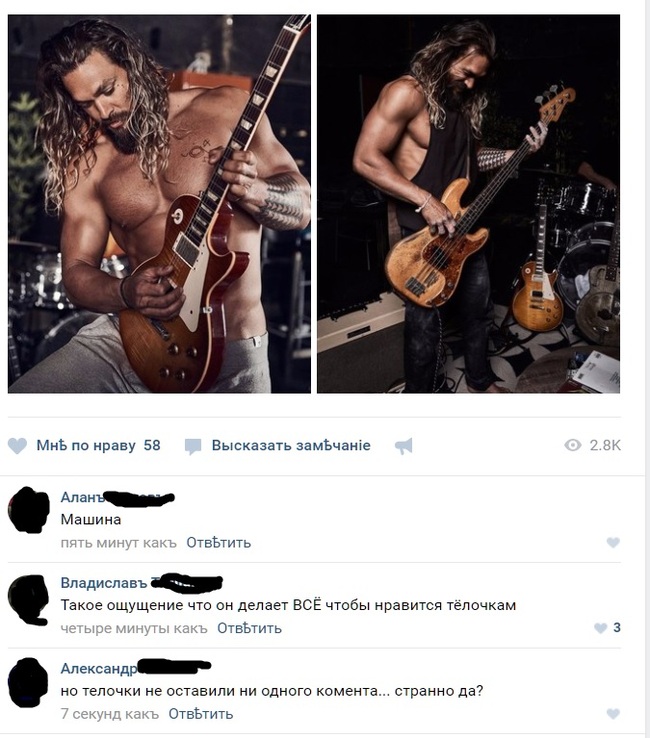 Мнѣ по нраву 58 Высказать замѣчаніе 2.8K
Аланъ
Машина
пять минут какъ Отвѣтить
Владиславъ
Такое ощущение что он делает ВСЁ чтобы нравится тёлочкам
четыре минуты какъ Отвѣтить 3
Александр
но телочки не оставили ни одного комента... странно да?
7 секунд какъ Отвѣтить